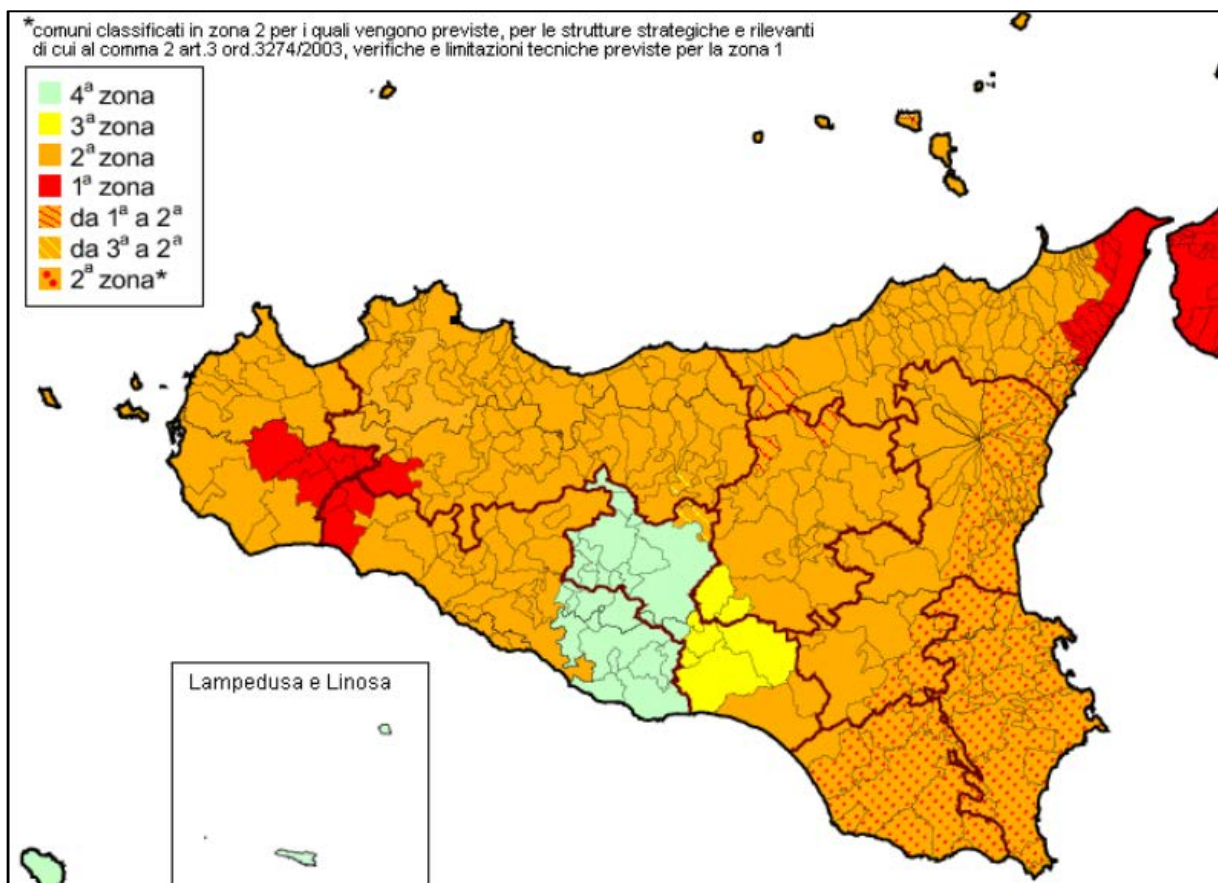 *comuni classificati in zona 2 per i quali vengono previste, per le strutture strategiche e rilevanti
di cui al comma 2 art.3 ord.3274/2003, verifiche e limitazioni tecniche previste per la zona 1
4ª zona
3ª zona
2ª zona
1ª zona
da 1ª a 2ª
da 3ª a 2ª
2ª zona*
Lampedusa e Linosa